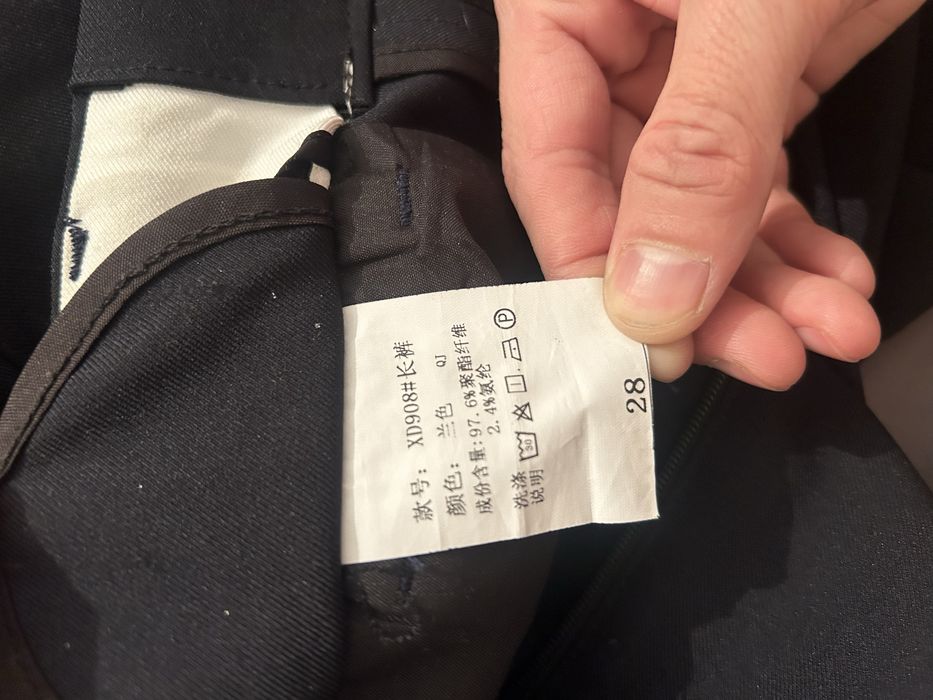 款号: XD908#长裤
颜色: 兰色 QJ
成份含量:97.6%聚酯纤维
2.4%氨纶
洗涤
说明
30
P
28